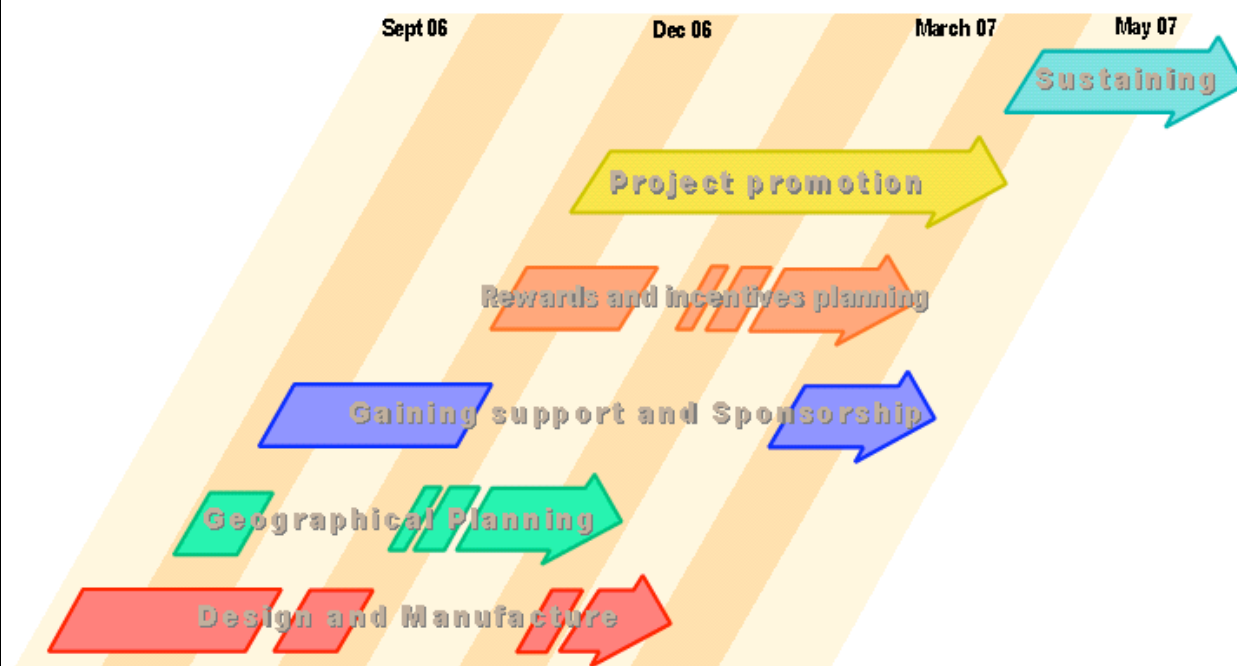 Sept 06 Dec 06 March 07 May 07
Sustaining
Project promotion
Rewards and incentives planning
Gaining support and Sponsorship
Geographical Planning
Design and Manufacture